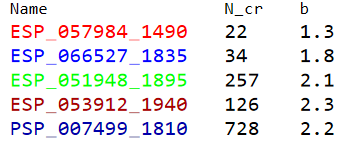 Name N_cr b
ESP_057984_1490 22 1.3
ESP_066527_1835 34 1.8
ESP_051948_1895 257 2.1
ESP_053912_1940 126 2.3
PSP_007499_1810 728 2.2